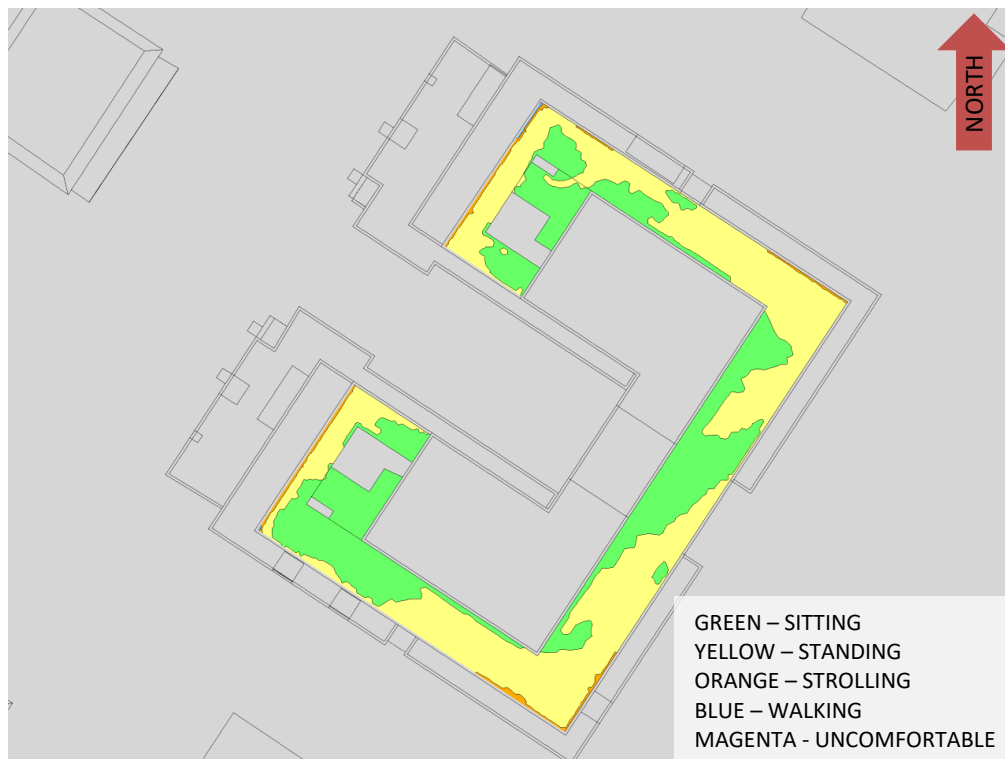 NORTH
GREEN – SITTING
YELLOW – STANDING
ORANGE – STROLLING
BLUE – WALKING
MAGENTA - UNCOMFORTABLE